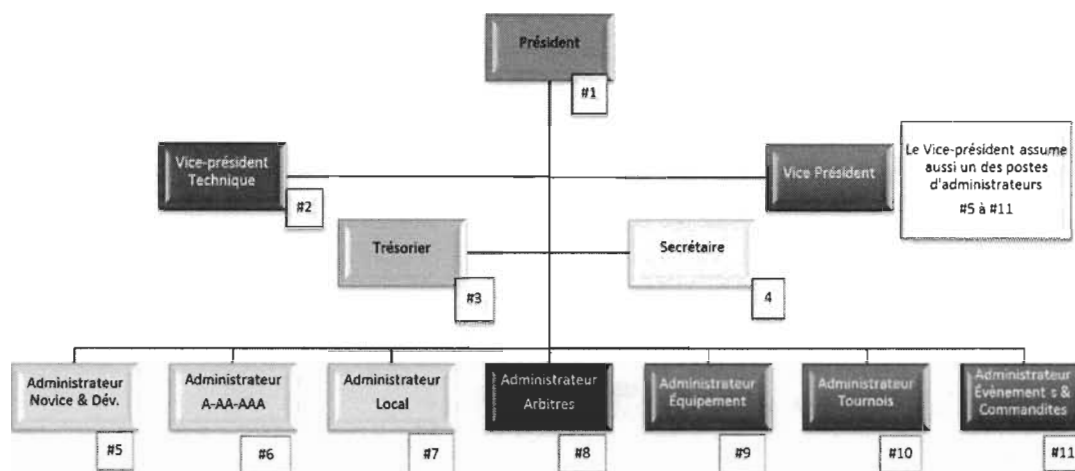 Président
#1
Vice-président
Technique
#2
Vice Président
Le Vice-président assume
aussi un des postes
d'administrateurs
#5 à #11
Trésorier
#3
Secrétaire
4
Administrateur
Novice & Dév.
#5
Administrateur
A-AA-AAA
#6
Administrateur
Local
#7
Administrateur
Arbitres
#8
Administrateur
Équipement
#9
Administrateur
Tournois
#10
Administrateur
Évènement s &
Commandites
#11